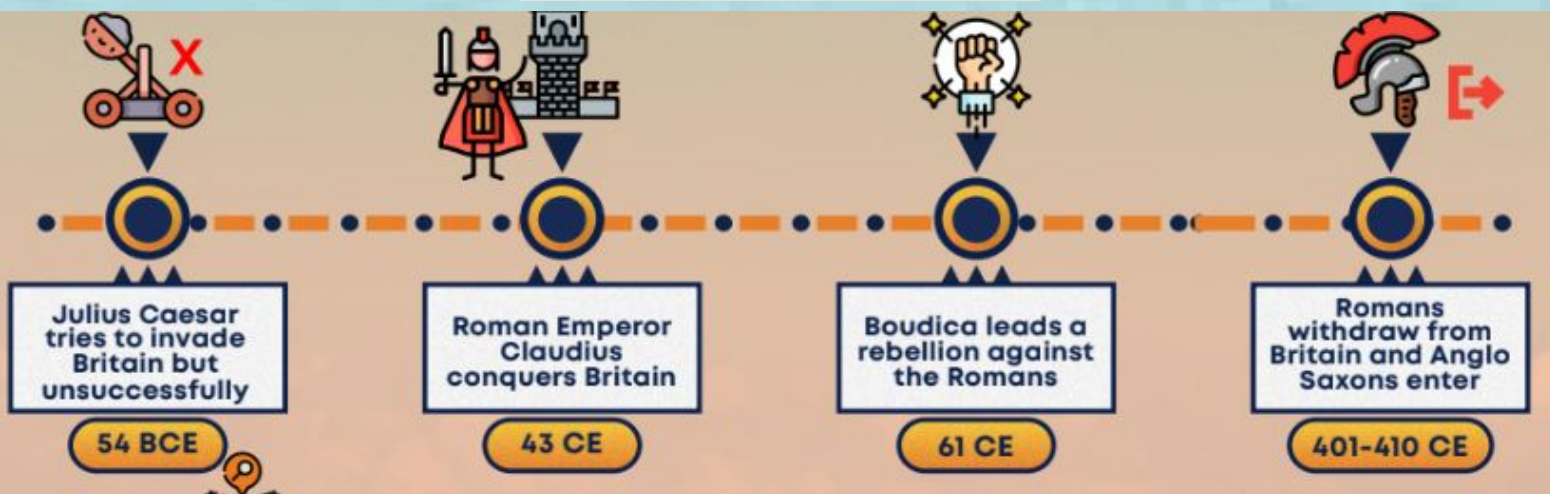 X
Julius Caesar
tries to invade
Britain but
unsuccessfully
54 BCE
Roman Emperor
Claudius
conquers Britain
43 CE
Boudica leads a
rebellion against
the Romans
61 CE
Romans
withdraw from
Britain and Anglo
Saxons enter
401-410 CE